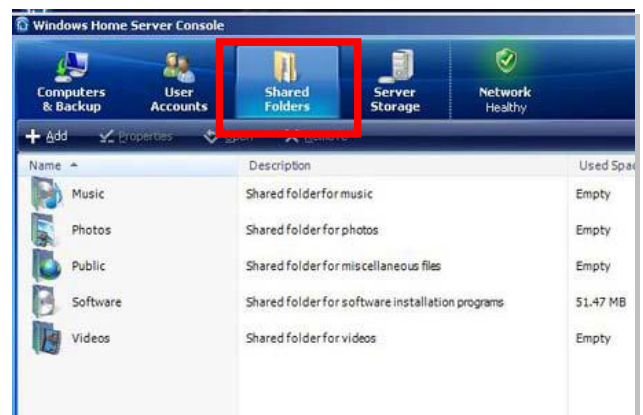 Windows Home Server Console
Computers & Backup
User Accounts
Shared Folders
Server Storage
Network Healthy
Add Properties
Name Description Used Spa
Music Shared folder for music Empty
Photos Shared folder for photos Empty
Public Shared folder for miscellaneous files Empty
Software Shared folder for software installation programs 51.47 MB
Videos Shared folder for videos Empty